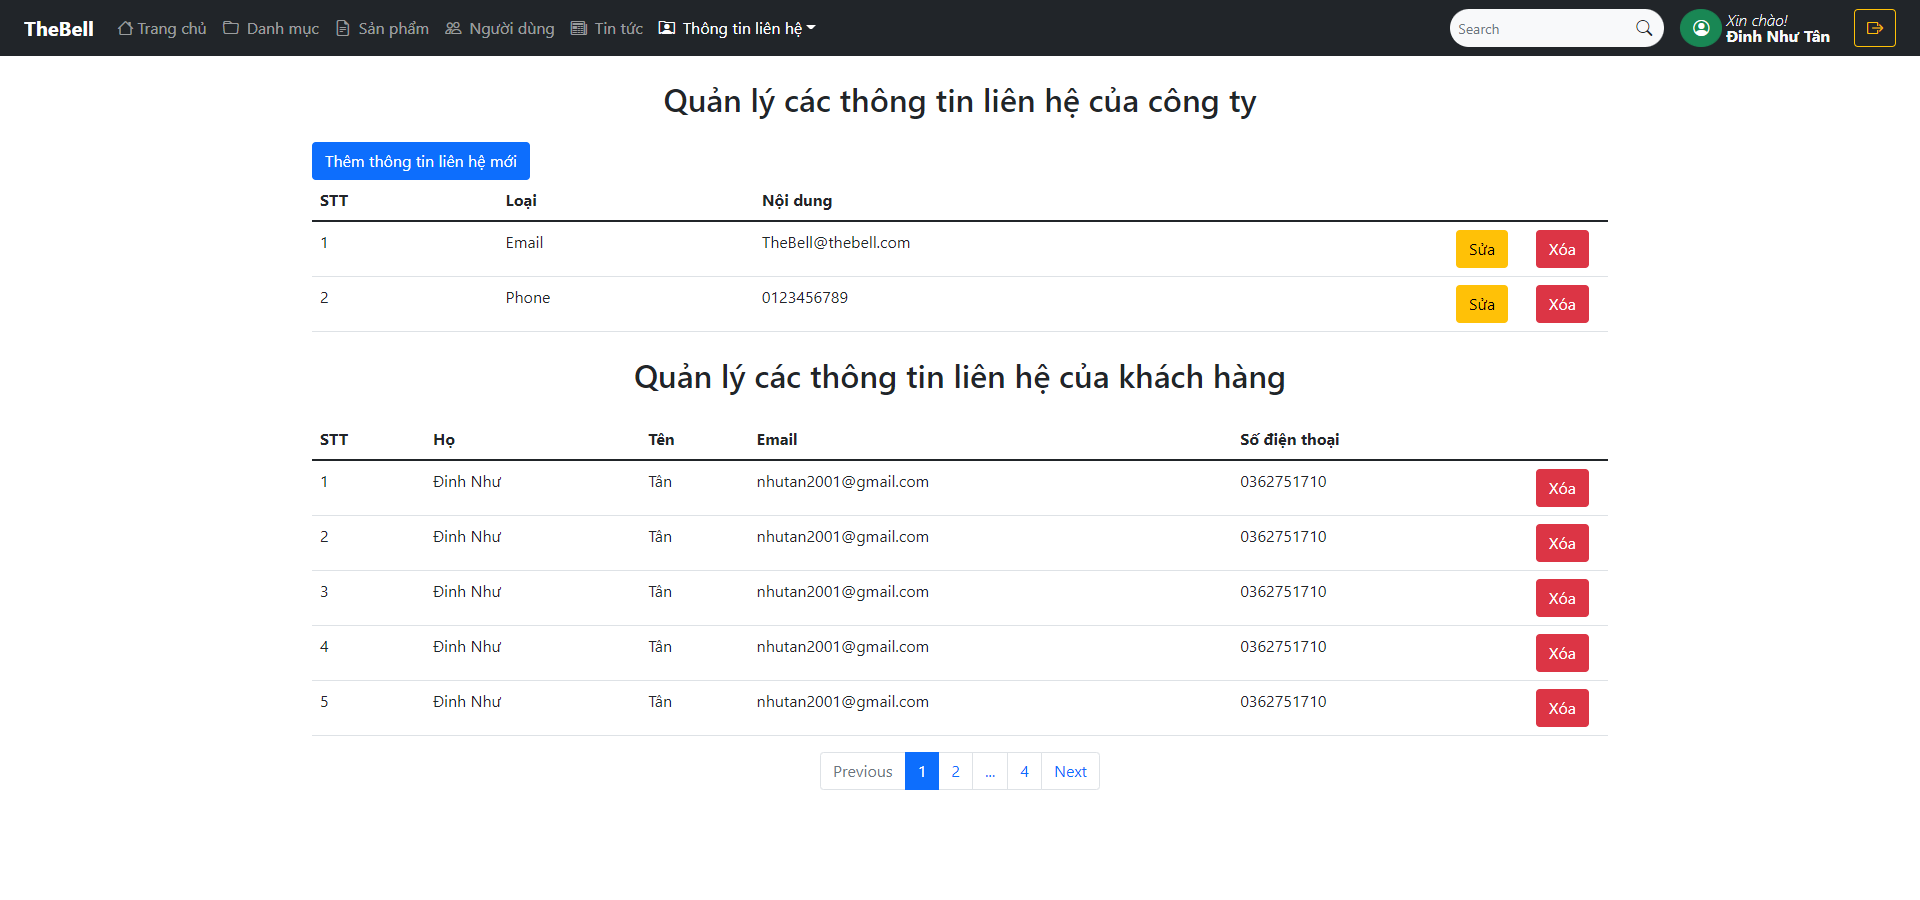 TheBell Trang chủ Danh mục Sản phẩm Người dùng Tin tức Thông tin liên hệ Search Xin chào!
Đinh Như Tân
Quản lý các thông tin liên hệ của công ty
Thêm thông tin liên hệ mới
STT Loại Nội dung
1 Email TheBell@thebell.com Sửa Xóa
2 Phone 0123456789 Sửa Xóa
Quản lý các thông tin liên hệ của khách hàng
STT Họ Tên Email Số điện thoại
1 Đinh Như Tân nhutan2001@gmail.com 0362751710 Xóa
2 Đinh Như Tân nhutan2001@gmail.com 0362751710 Xóa
3 Đinh Như Tân nhutan2001@gmail.com 0362751710 Xóa
4 Đinh Như Tân nhutan2001@gmail.com 0362751710 Xóa
5 Đinh Như Tân nhutan2001@gmail.com 0362751710 Xóa
Previous 1 2 ... 4 Next